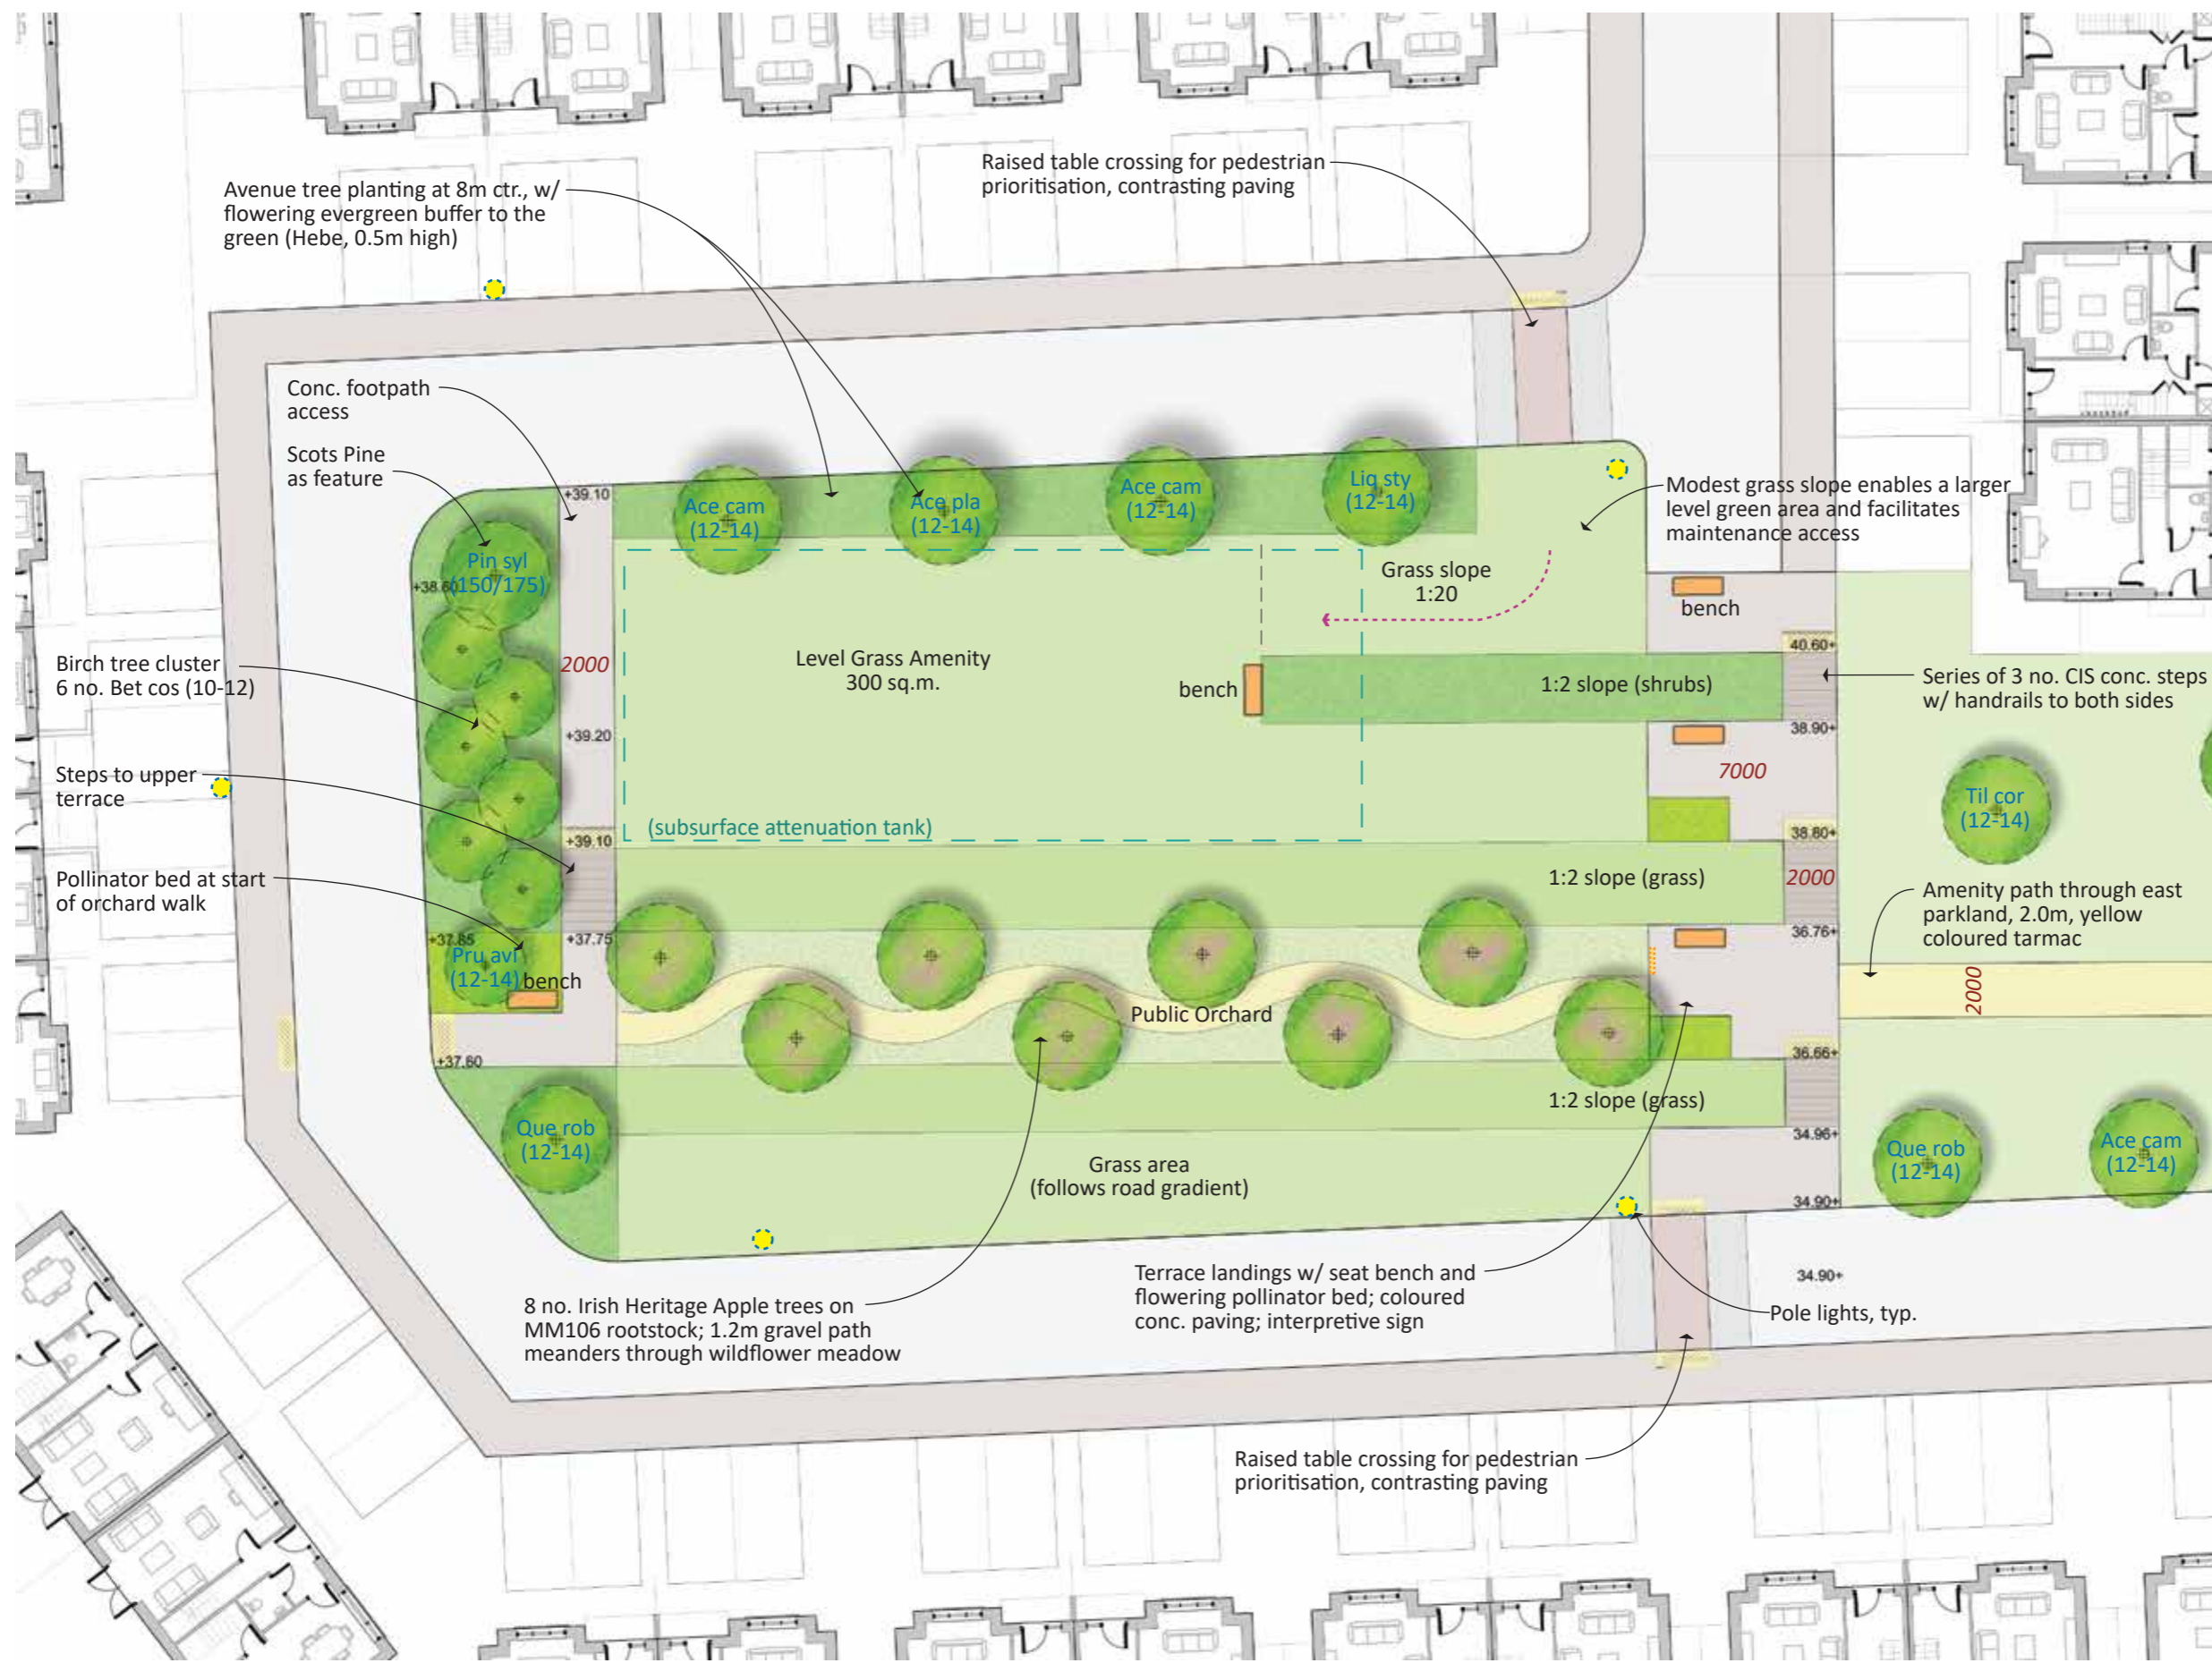 Raised table crossing for pedestrian
prioritisation, contrasting paving
Avenue tree planting at 8m ctr., w/
flowering evergreen buffer to the
green (Hebe, 0.5m high)
Conc. footpath
access
Scots Pine
as feature
+39.10
Ace cam
(12-14)
Ace pla
(12-14)
Ace cam
(12-14)
Liq sty
(12-14)
Modest grass slope enables a larger
level green area and facilitates
maintenance access
Pin syl
(150/175)
+38.60
Grass slope
1:20
bench
40.60+
Birch tree cluster
6 no. Bet cos (10-12)
2000
Level Grass Amenity
300 sq.m.
bench
1:2 slope (shrubs)
Series of 3 no. CIS conc. steps
w/ handrails to both sides
+39.20
38.90+
7000
Steps to upper
terrace
Til cor
(12-14)
(subsurface attenuation tank)
+39.10
38.80+
Pollinator bed at start
of orchard walk
1:2 slope (grass)
2000
Amenity path through east
parkland, 2.0m, yellow
coloured tarmac
+37.85
+37.75
36.76+
Pru avi
(12-14)
bench
2000
Public Orchard
+37.60
36.66+
1:2 slope (grass)
Que rob
(12-14)
34.96+
Que rob
(12-14)
Ace cam
(12-14)
Grass area
(follows road gradient)
34.90+
Terrace landings w/ seat bench and
flowering pollinator bed; coloured
conc. paving; interpretive sign
34.90+
8 no. Irish Heritage Apple trees on
MM106 rootstock; 1.2m gravel path
meanders through wildflower meadow
Pole lights, typ.
Raised table crossing for pedestrian
prioritisation, contrasting paving